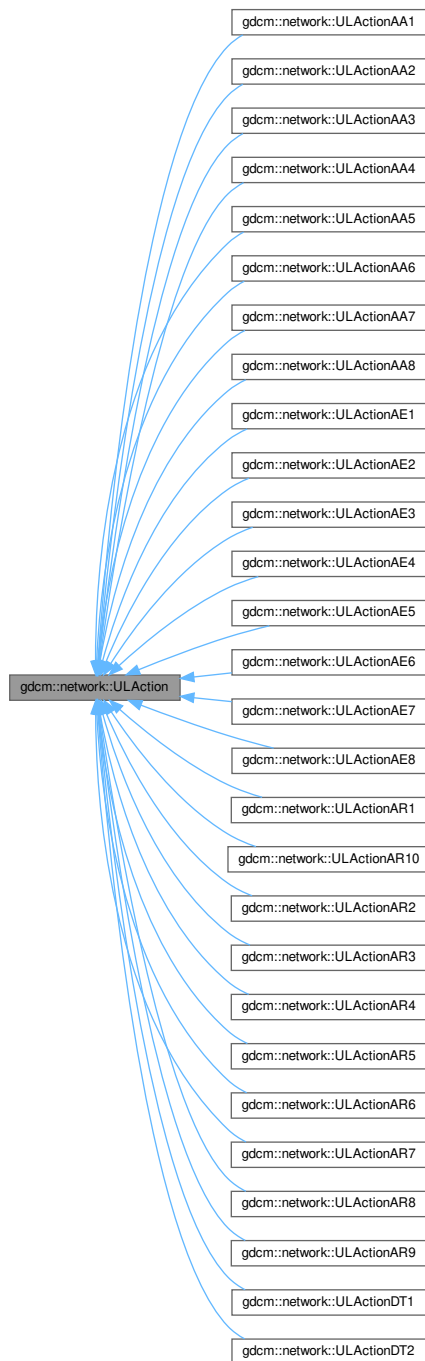 gdcm::network::ULActionAA1
gdcm::network::ULActionAA2
gdcm::network::ULActionAA3
gdcm::network::ULActionAA4
gdcm::network::ULActionAA5
gdcm::network::ULActionAA6
gdcm::network::ULActionAA7
gdcm::network::ULActionAA8
gdcm::network::ULActionAE1
gdcm::network::ULActionAE2
gdcm::network::ULActionAE3
gdcm::network::ULActionAE4
gdcm::network::ULActionAE5
gdcm::network::ULActionAE6
gdcm::network::ULAction
gdcm::network::ULActionAE7
gdcm::network::ULActionAE8
gdcm::network::ULActionAR1
gdcm::network::ULActionAR10
gdcm::network::ULActionAR2
gdcm::network::ULActionAR3
gdcm::network::ULActionAR4
gdcm::network::ULActionAR5
gdcm::network::ULActionAR6
gdcm::network::ULActionAR7
gdcm::network::ULActionAR8
gdcm::network::ULActionAR9
gdcm::network::ULActionDT1
gdcm::network::ULActionDT2